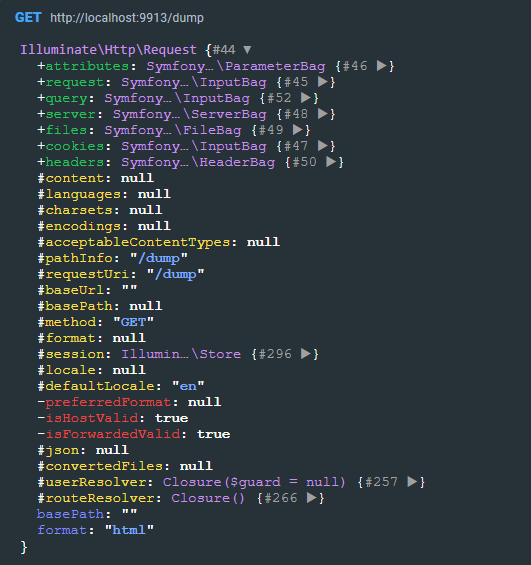 GET http://localhost:9913/dump
Illuminate\Http\Request {#44 ▼
+attributes: Symfony…\ParameterBag {#46 ▶}
+request: Symfony…\InputBag {#45 ▶}
+query: Symfony…\InputBag {#52 ▶}
+server: Symfony…\ServerBag {#48 ▶}
+files: Symfony…\FileBag {#49 ▶}
+cookies: Symfony…\InputBag {#47 ▶}
+headers: Symfony…\HeaderBag {#50 ▶}
#content: null
#languages: null
#charsets: null
#encodings: null
#acceptableContentTypes: null
#pathInfo: "/dump"
#requestUri: "/dump"
#baseUrl: ""
#basePath: null
#method: "GET"
#format: null
#session: Illumin…\Store {#296 ▶}
#locale: null
#defaultLocale: "en"
-preferredFormat: null
-isHostValid: true
-isForwardedValid: true
#json: null
#convertedFiles: null
#userResolver: Closure($guard = null) {#257 ▶}
#routeResolver: Closure() {#266 ▶}
basePath: ""
format: "html"
}